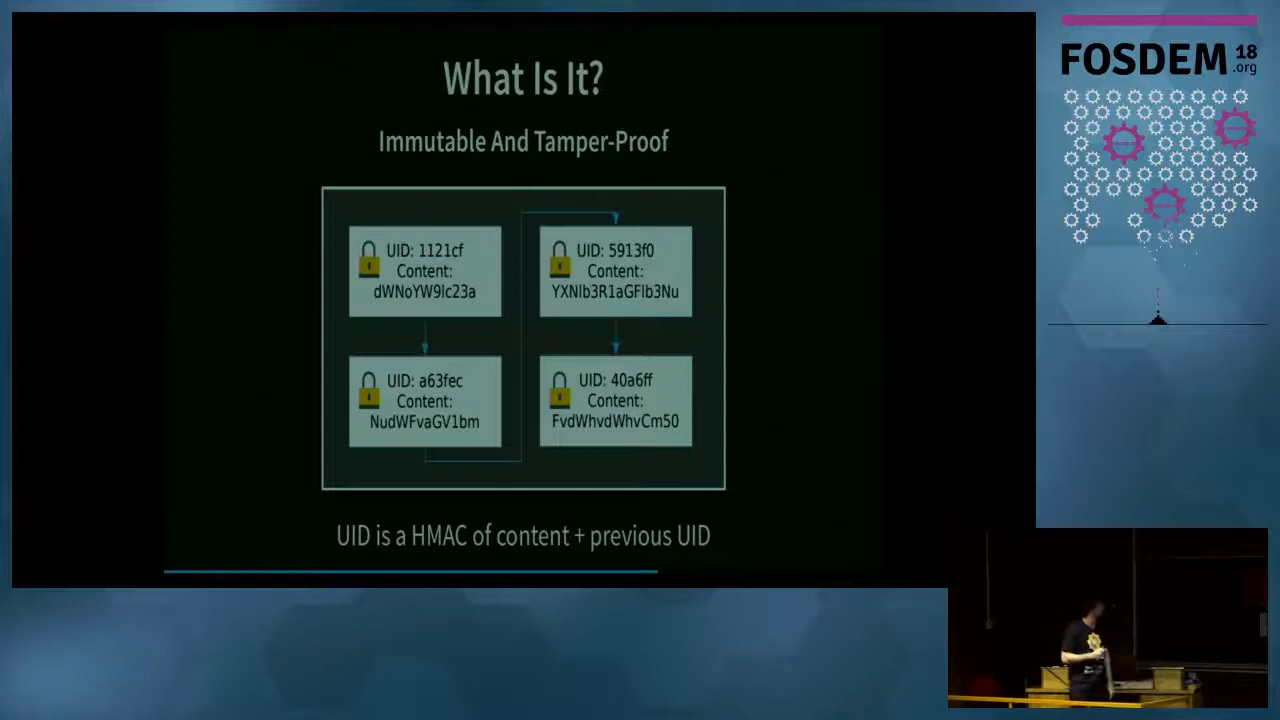 What Is It?
Immutable And Tamper-Proof
UID: 1121cf
Content:
dWNoYW9lc23a
UID: a63fec
Content:
NudWFvaGV1bm
UID: 5913f0
Content:
YXNlb3R1aGFlb3Nu
UID: 40a6ff
Content:
FvdWhvdWhvCm50
UID is a HMAC of content + previous UID
FOSDEM 18
.org